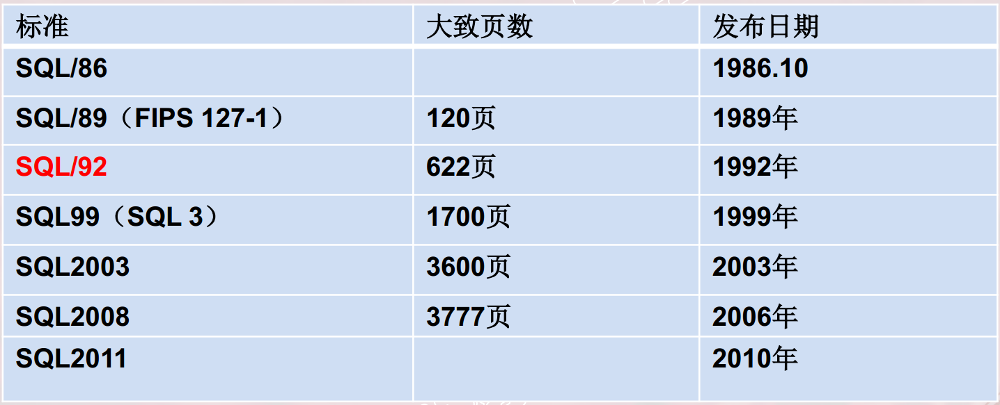 标准 大致页数 发布日期
SQL/86 1986.10
SQL/89（FIPS 127-1） 120页 1989年
SQL/92 622页 1992年
SQL99（SQL 3） 1700页 1999年
SQL2003 3600页 2003年
SQL2008 3777页 2006年
SQL2011 2010年